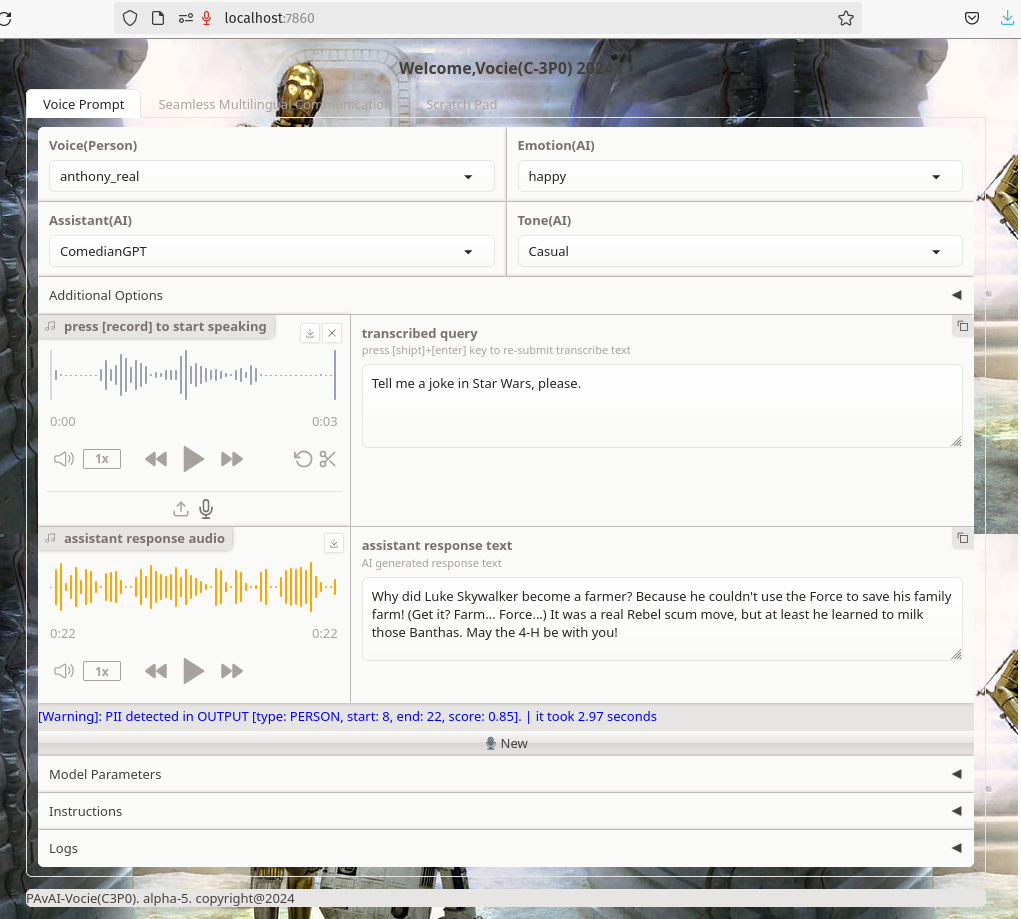 localhost:7860
Welcome,Vocie(C-3P0) 2024
Voice Prompt
Seamless Multilingual Communication
Scratch Pad
Voice(Person)
Emotion(AI)
anthony_real
happy
Assistant(AI)
Tone(AI)
ComedianGPT
Casual
Additional Options
press [record] to start speaking
transcribed query
press [shipt]+[enter] key to re-submit transcribe text
Tell me a joke in Star Wars, please.
0:00
0:03
1x
assistant response audio
assistant response text
AI generated response text
Why did Luke Skywalker become a farmer? Because he couldn't use the Force to save his family
farm! (Get it? Farm... Force...) It was a real Rebel scum move, but at least he learned to milk
those Banthas. May the 4-H be with you!
0:22
0:22
1x
[Warning]: PII detected in OUTPUT [type: PERSON, start: 8, end: 22, score: 0.85]. | it took 2.97 seconds
New
Model Parameters
Instructions
Logs
PAvAI-Vocie(C3P0). alpha-5. copyright@2024